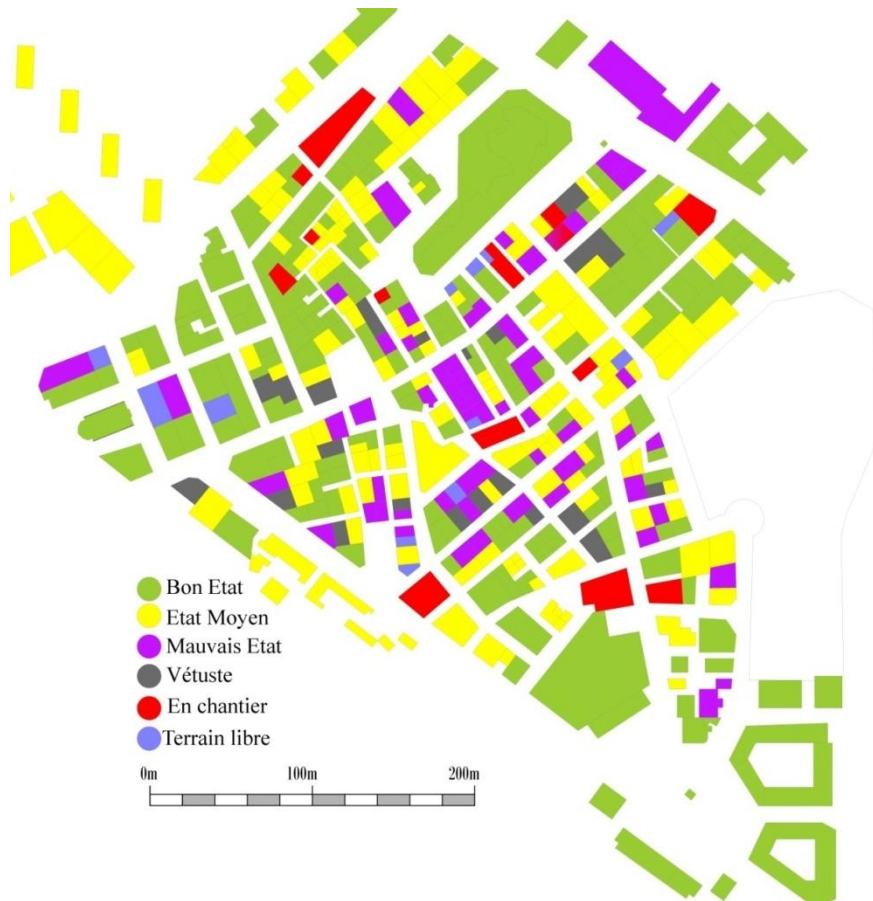 Bon Etat
Etat Moyen
Mauvais Etat
Vétuste
En chantier
Terrain libre
0m 100m 200m